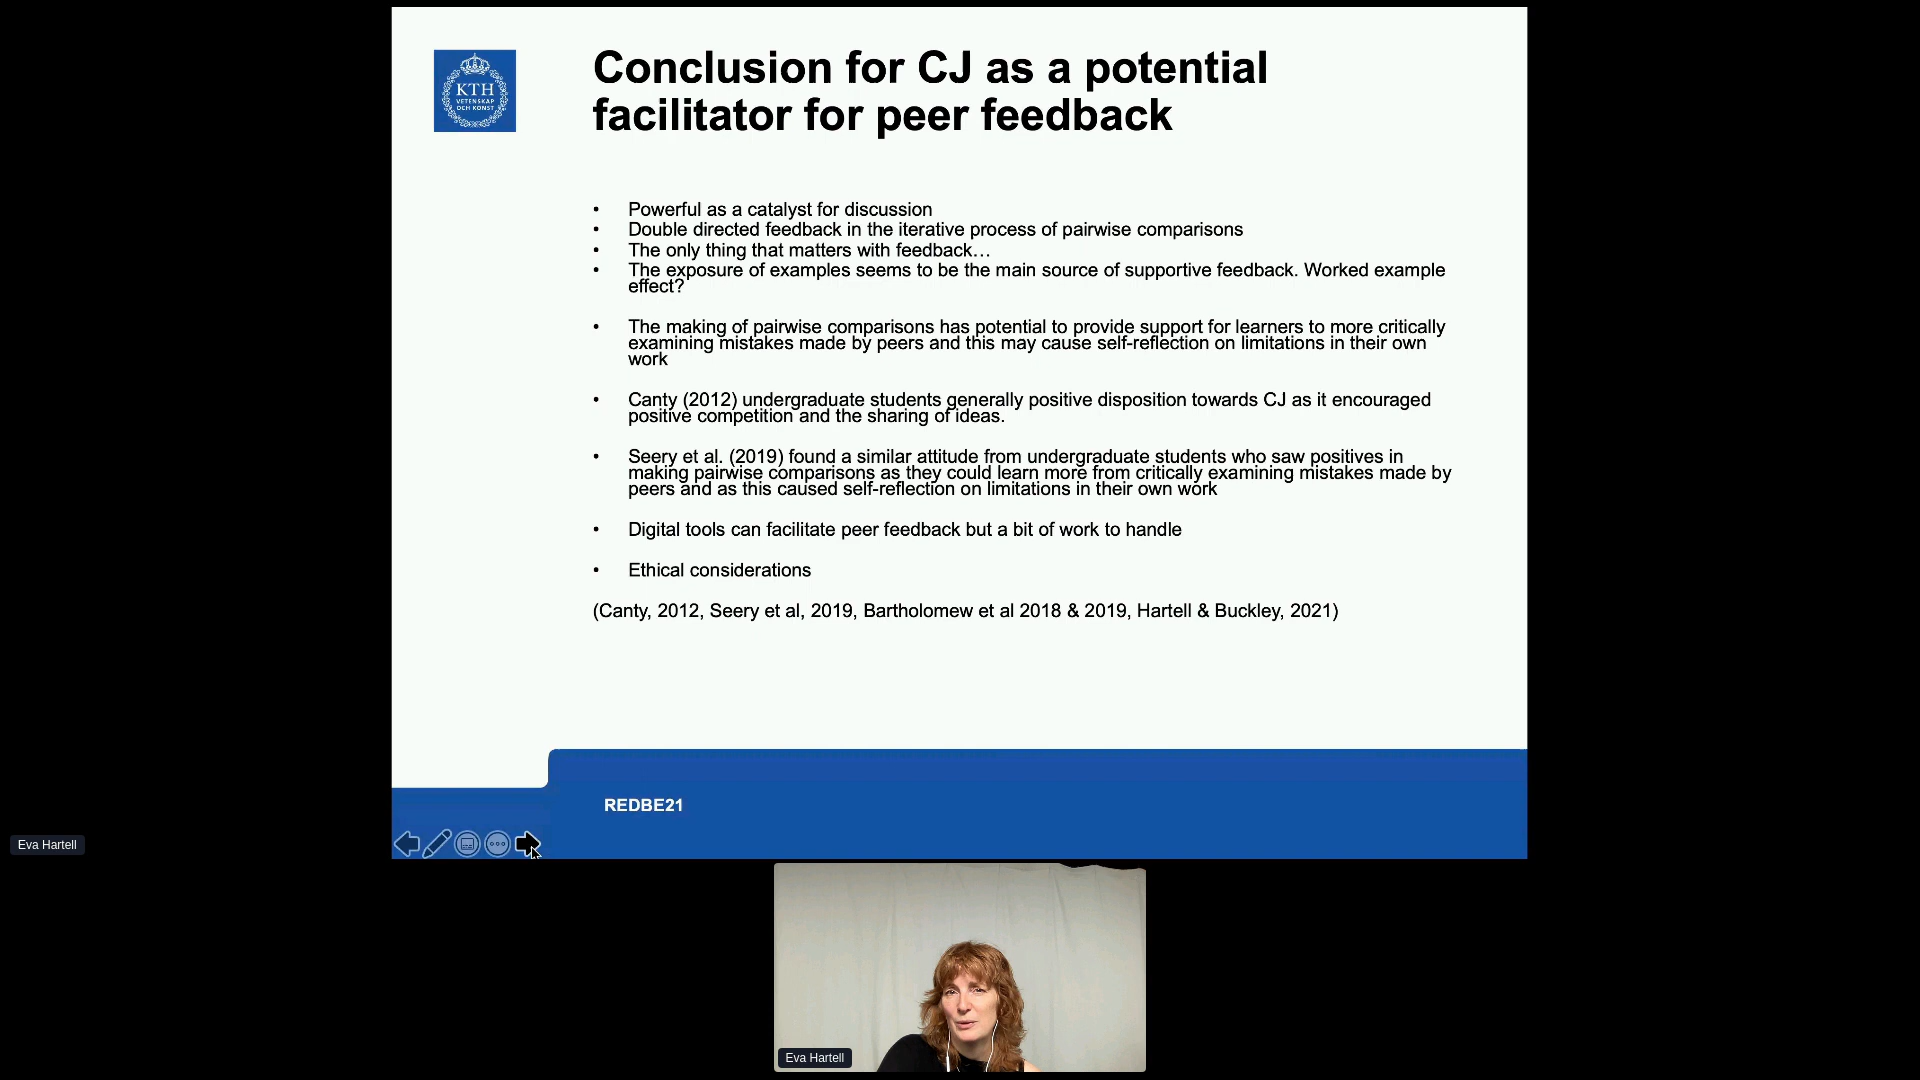 KTH
VETENSKAP
OCH KONST
Conclusion for CJ as a potential
facilitator for peer feedback
• Powerful as a catalyst for discussion
• Double directed feedback in the iterative process of pairwise comparisons
• The only thing that matters with feedback…
• The exposure of examples seems to be the main source of supportive feedback. Worked example
effect?
• The making of pairwise comparisons has potential to provide support for learners to more critically
examining mistakes made by peers and this may cause self-reflection on limitations in their own
work
• Canty (2012) undergraduate students generally positive disposition towards CJ as it encouraged
positive competition and the sharing of ideas.
• Seery et al. (2019) found a similar attitude from undergraduate students who saw positives in
making pairwise comparisons as they could learn more from critically examining mistakes made by
peers and as this caused self-reflection on limitations in their own work
• Digital tools can facilitate peer feedback but a bit of work to handle
• Ethical considerations
(Canty, 2012, Seery et al, 2019, Bartholomew et al 2018 & 2019, Hartell & Buckley, 2021)
REDBE21
Eva Hartell
Eva Hartell